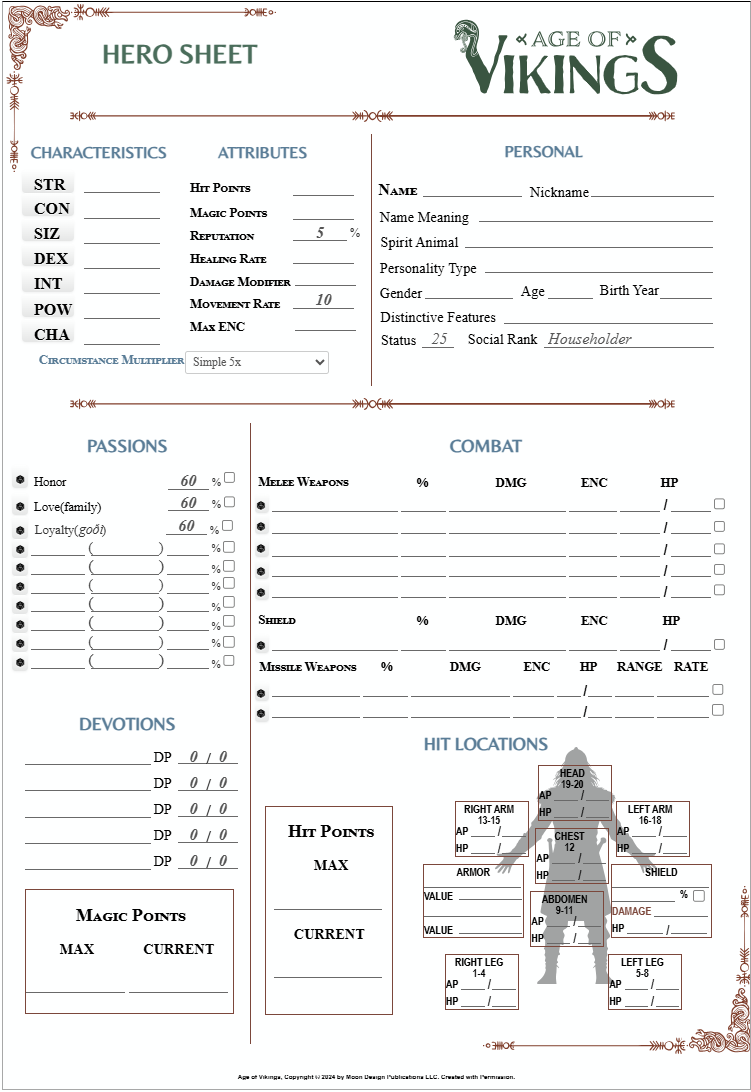 HERO SHEET
AGE OF
VIKINGS
CHARACTERISTICS
STR
CON
SIZ
DEX
INT
POW
CHA
ATTRIBUTES
Hit Points
Magic Points
Reputation 5 %
Healing Rate
Damage Modifier
Movement Rate 10
Max ENC
Circumstance Multiplier Simple 5x
PERSONAL
Name Nickname
Name Meaning
Spirit Animal
Personality Type
Gender Age Birth Year
Distinctive Features
Status 25 Social Rank Householder
PASSIONS
Honor 60 %
Love(family) 60 %
Loyalty(goði) 60 %
( ) %
( ) %
( ) %
( ) %
( ) %
( ) %
( ) %
DEVOTIONS
DP 0 / 0
DP 0 / 0
DP 0 / 0
DP 0 / 0
DP 0 / 0
Magic Points
MAX CURRENT
COMBAT
Melee Weapons % DMG ENC HP
/
/
/
/
/
Shield % DMG ENC HP
/
Missile Weapons % DMG ENC HP RANGE RATE
/
/
HIT LOCATIONS
Hit Points
MAX
CURRENT
HEAD
19-20
AP /
HP /
RIGHT ARM
13-15
AP /
HP /
LEFT ARM
16-18
AP /
HP /
CHEST
12
AP /
HP /
ARMOR
VALUE
VALUE
SHIELD
%
DAMAGE
HP /
ABDOMEN
9-11
AP /
HP /
RIGHT LEG
1-4
AP /
HP /
LEFT LEG
5-8
AP /
HP /
Age of Vikings, Copyright © 2024 by Moon Design Publications LLC. Created with Permission.